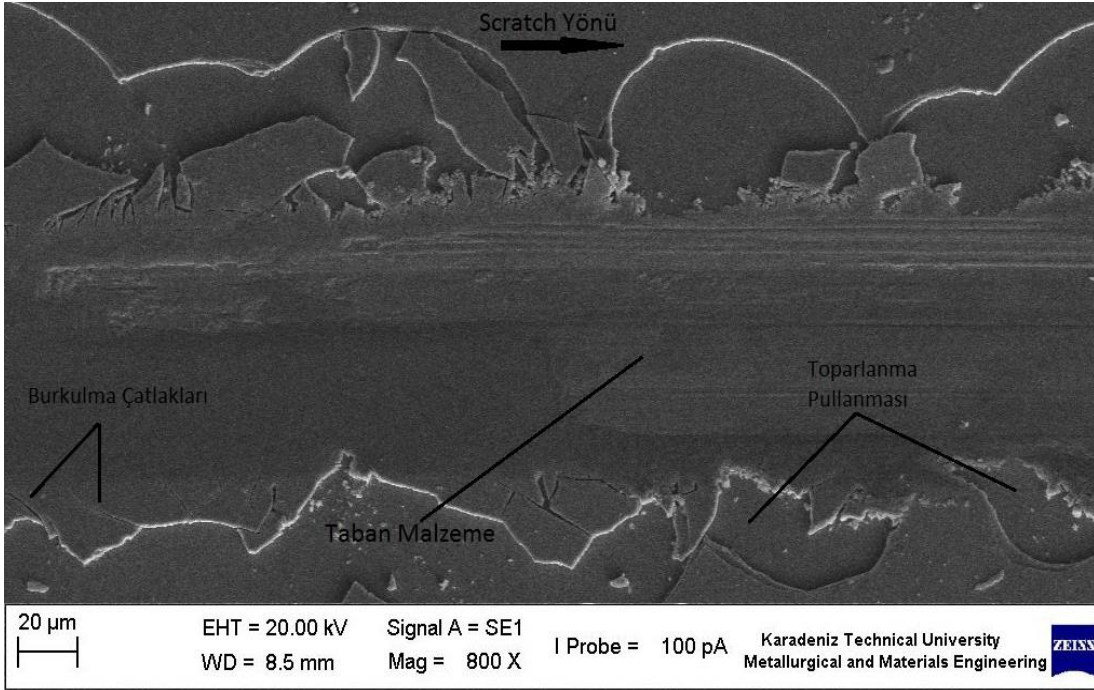 Scratch Yönü
Burkulma Çatlakları
Toparlanma
Pullanması
Taban Malzeme
20 µm
EHT = 20.00 kV
Signal A = SE1
WD = 8.5 mm
Mag = 800 X
I Probe = 100 pA
Karadeniz Technical University
Metallurgical and Materials Engineering
ZEISS